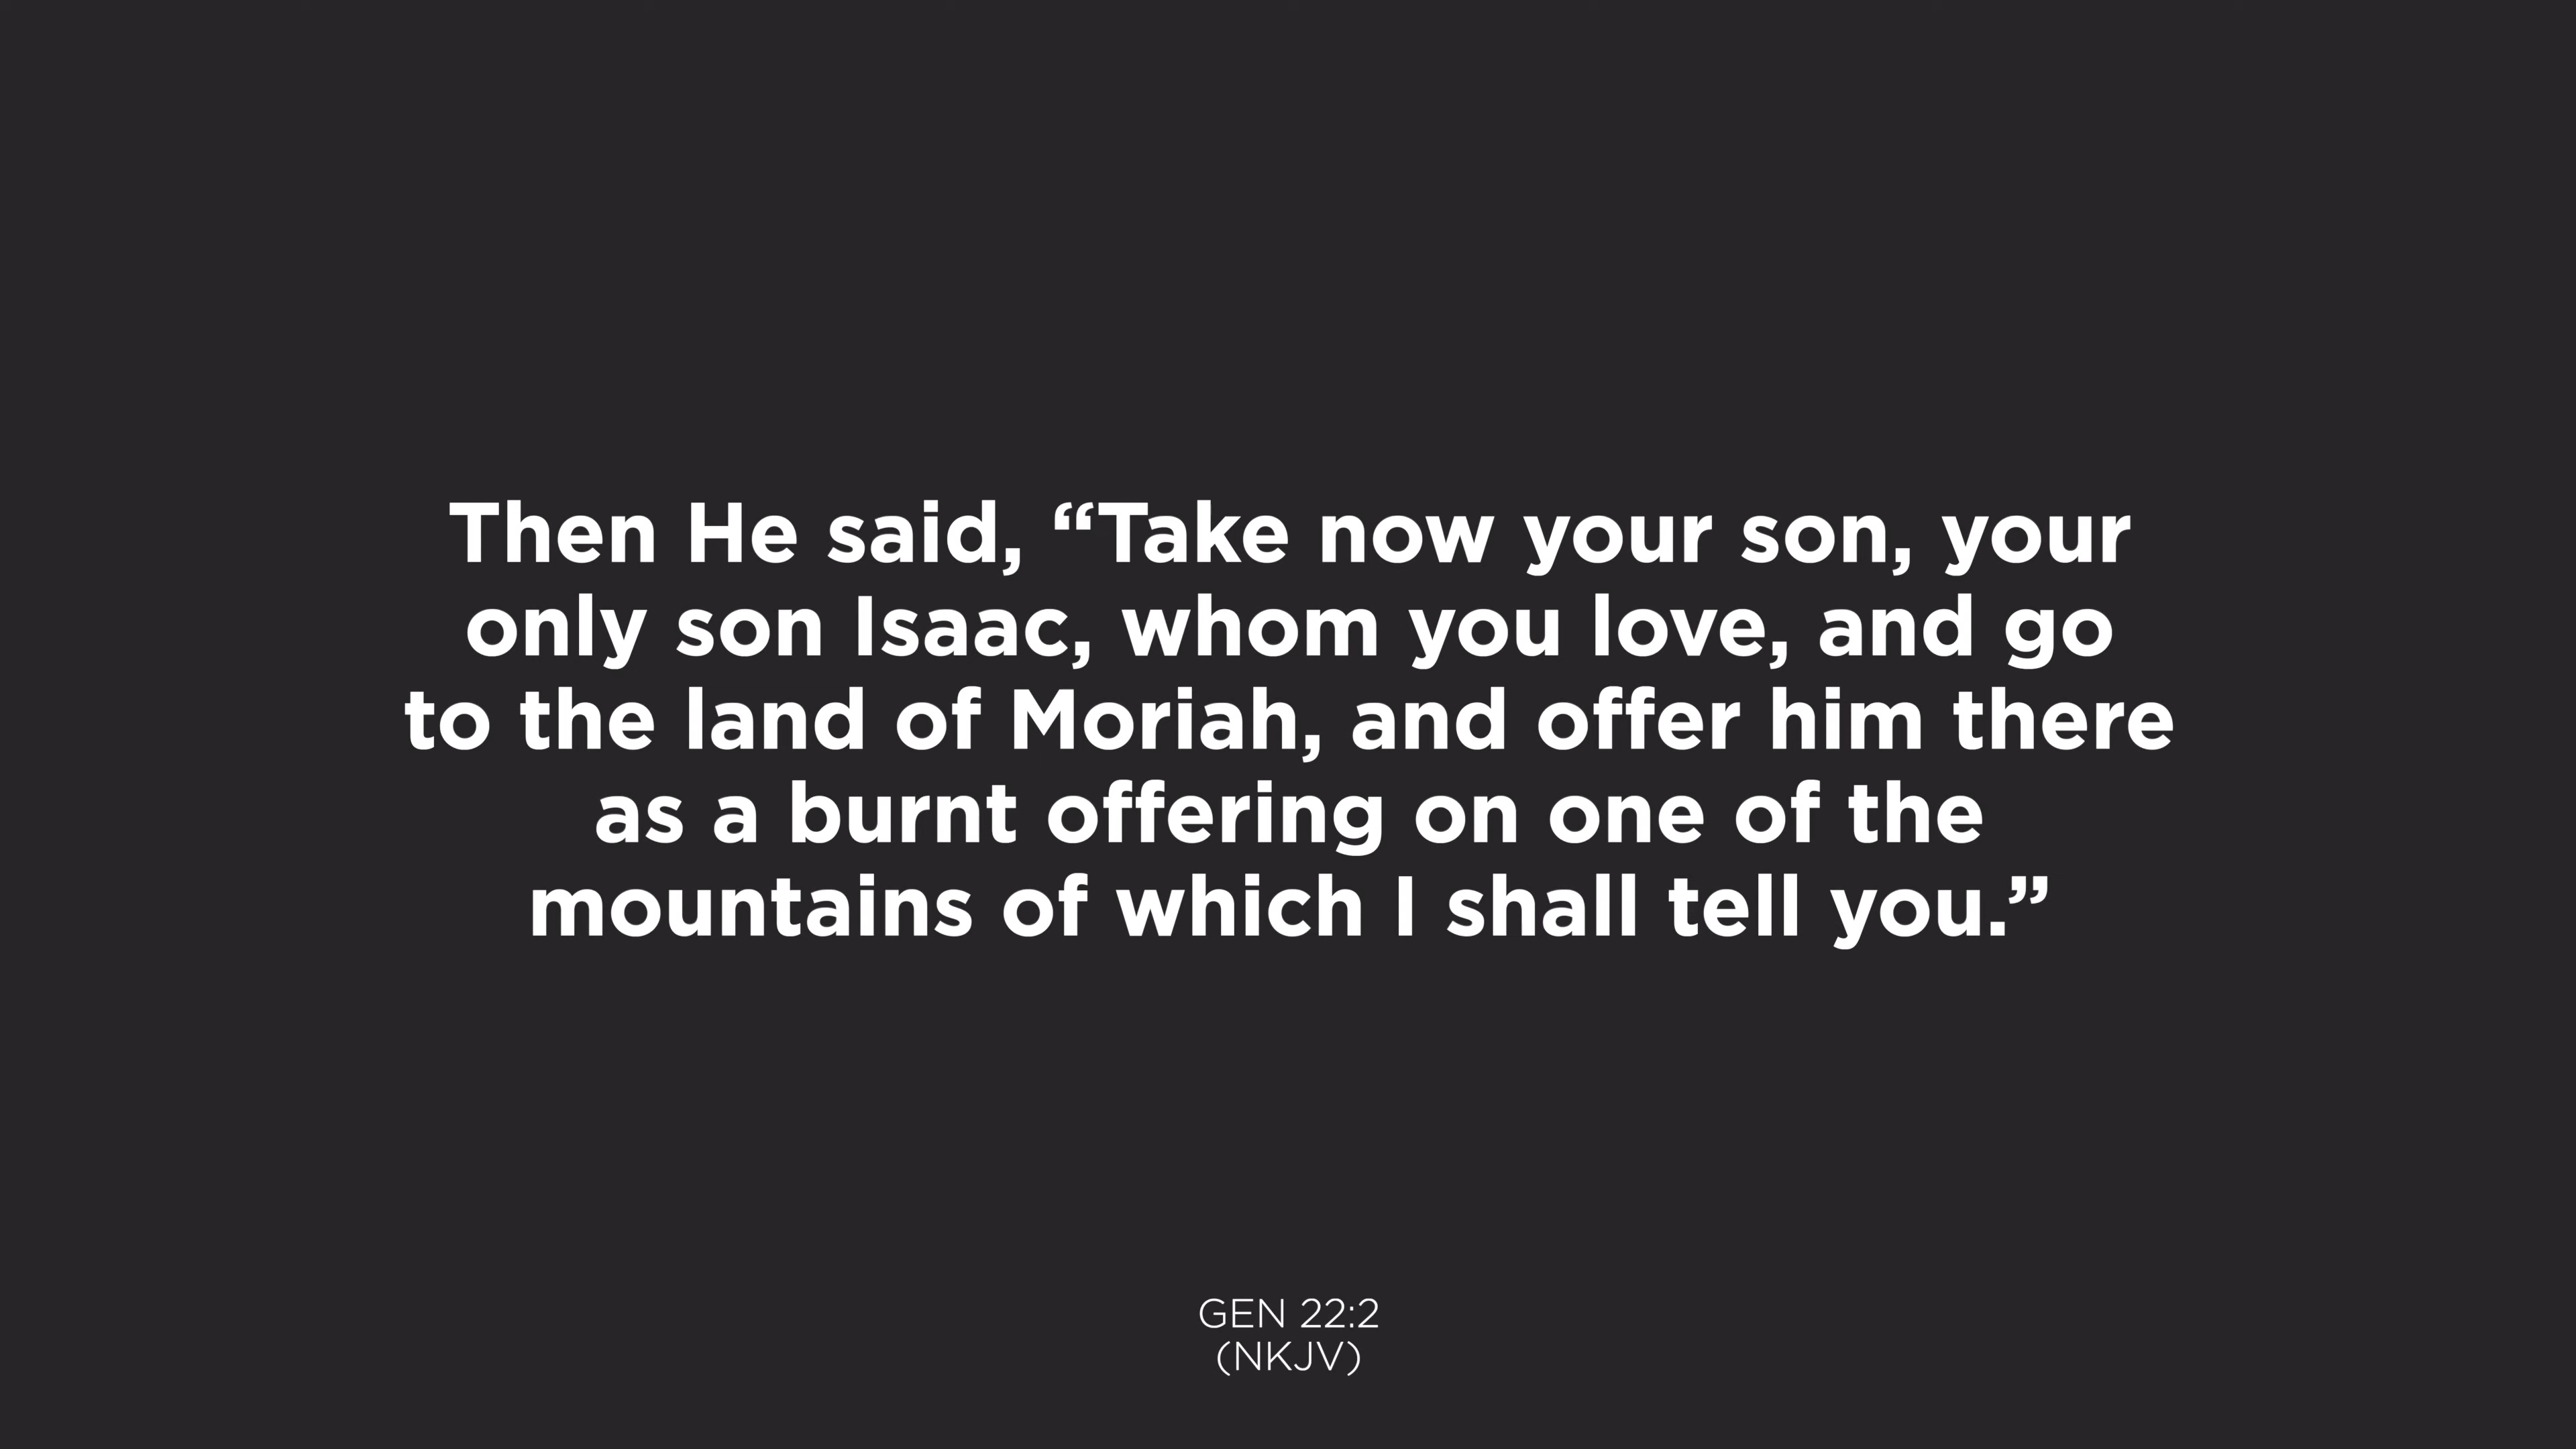 Then He said, “Take now your son, your
only son Isaac, whom you love, and go
to the land of Moriah, and offer him there
as a burnt offering on one of the
mountains of which I shall tell you.”
GEN 22:2
(NKJV)